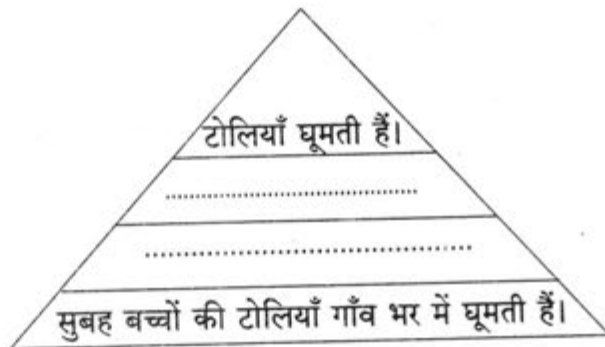 टोलियाँ घूमती हैं।
........................................
....................................................
सुबह बच्चों की टोलियाँ गाँव भर में घूमती हैं।